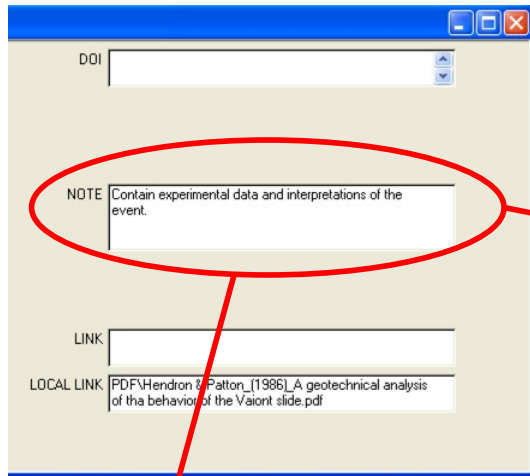 DOI
NOTE Contain experimental data and interpretations of the
event.
LINK
LOCAL LINK PDF\Hendron & Patton_(1986)_A geotechnical analysis
of tha behavior of the Vaiont slide.pdf